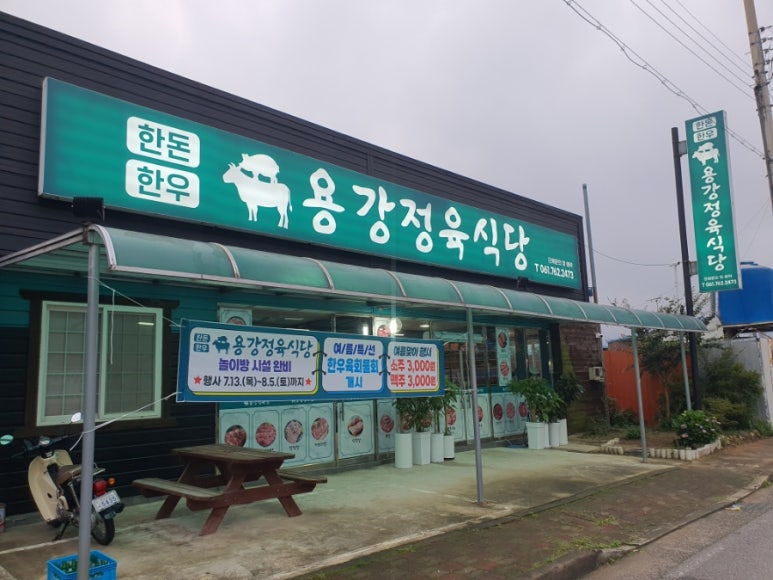 한돈
한우
용강정육식당
T 061.762.2473
한돈
한우
용강정육식당
T 061.762.2473
한돈
한우
용강정육식당
놀이방 시설 완비
★행사 7.13.(목)~8.5.(토)까지★
여/름/특/선
한우육회물회
개시
여름맞이 행사
소주 3,000원
맥주 3,000원